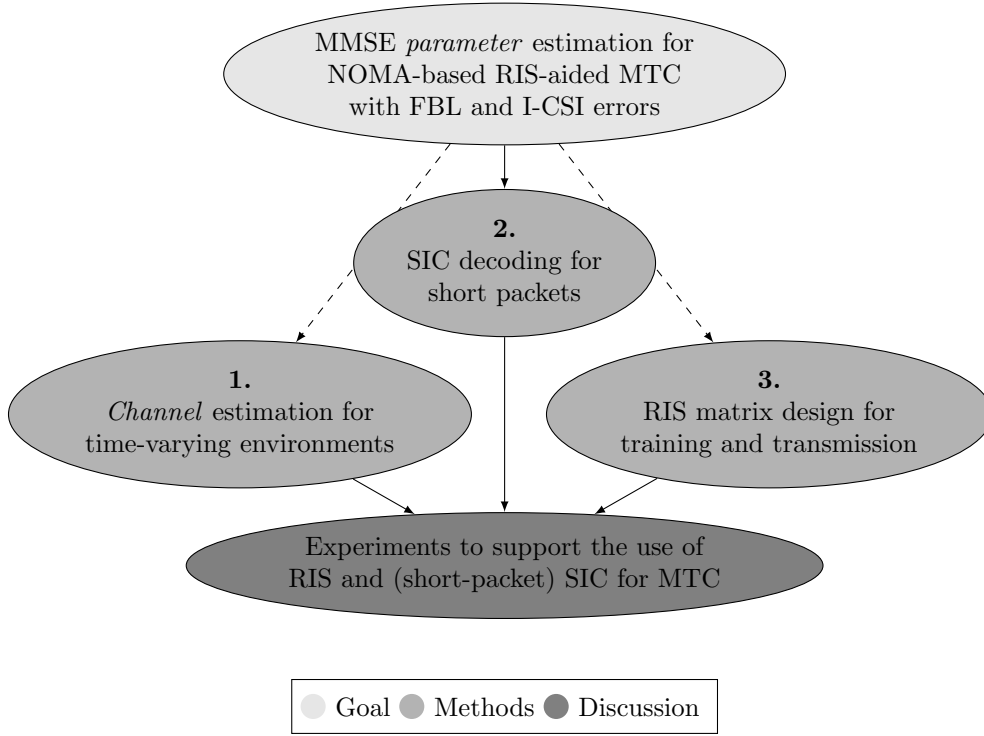 MMSE parameter estimation for
NOMA-based RIS-aided MTC
with FBL and I-CSI errors
2.
SIC decoding for
short packets
1.
Channel estimation for
time-varying environments
3.
RIS matrix design for
training and transmission
Experiments to support the use of
RIS and (short-packet) SIC for MTC
Goal Methods Discussion